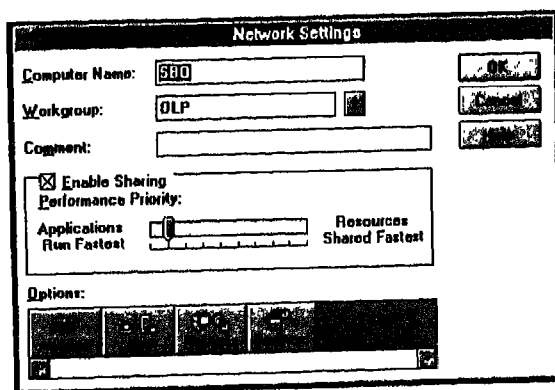 Network Settings
Computer Name: SBO
OK
Workgroup: OLP
Cancel
Comment:
Enable Sharing
Performance Priority:
Applications Run Fastest
Resources Shared Fastest
Options: